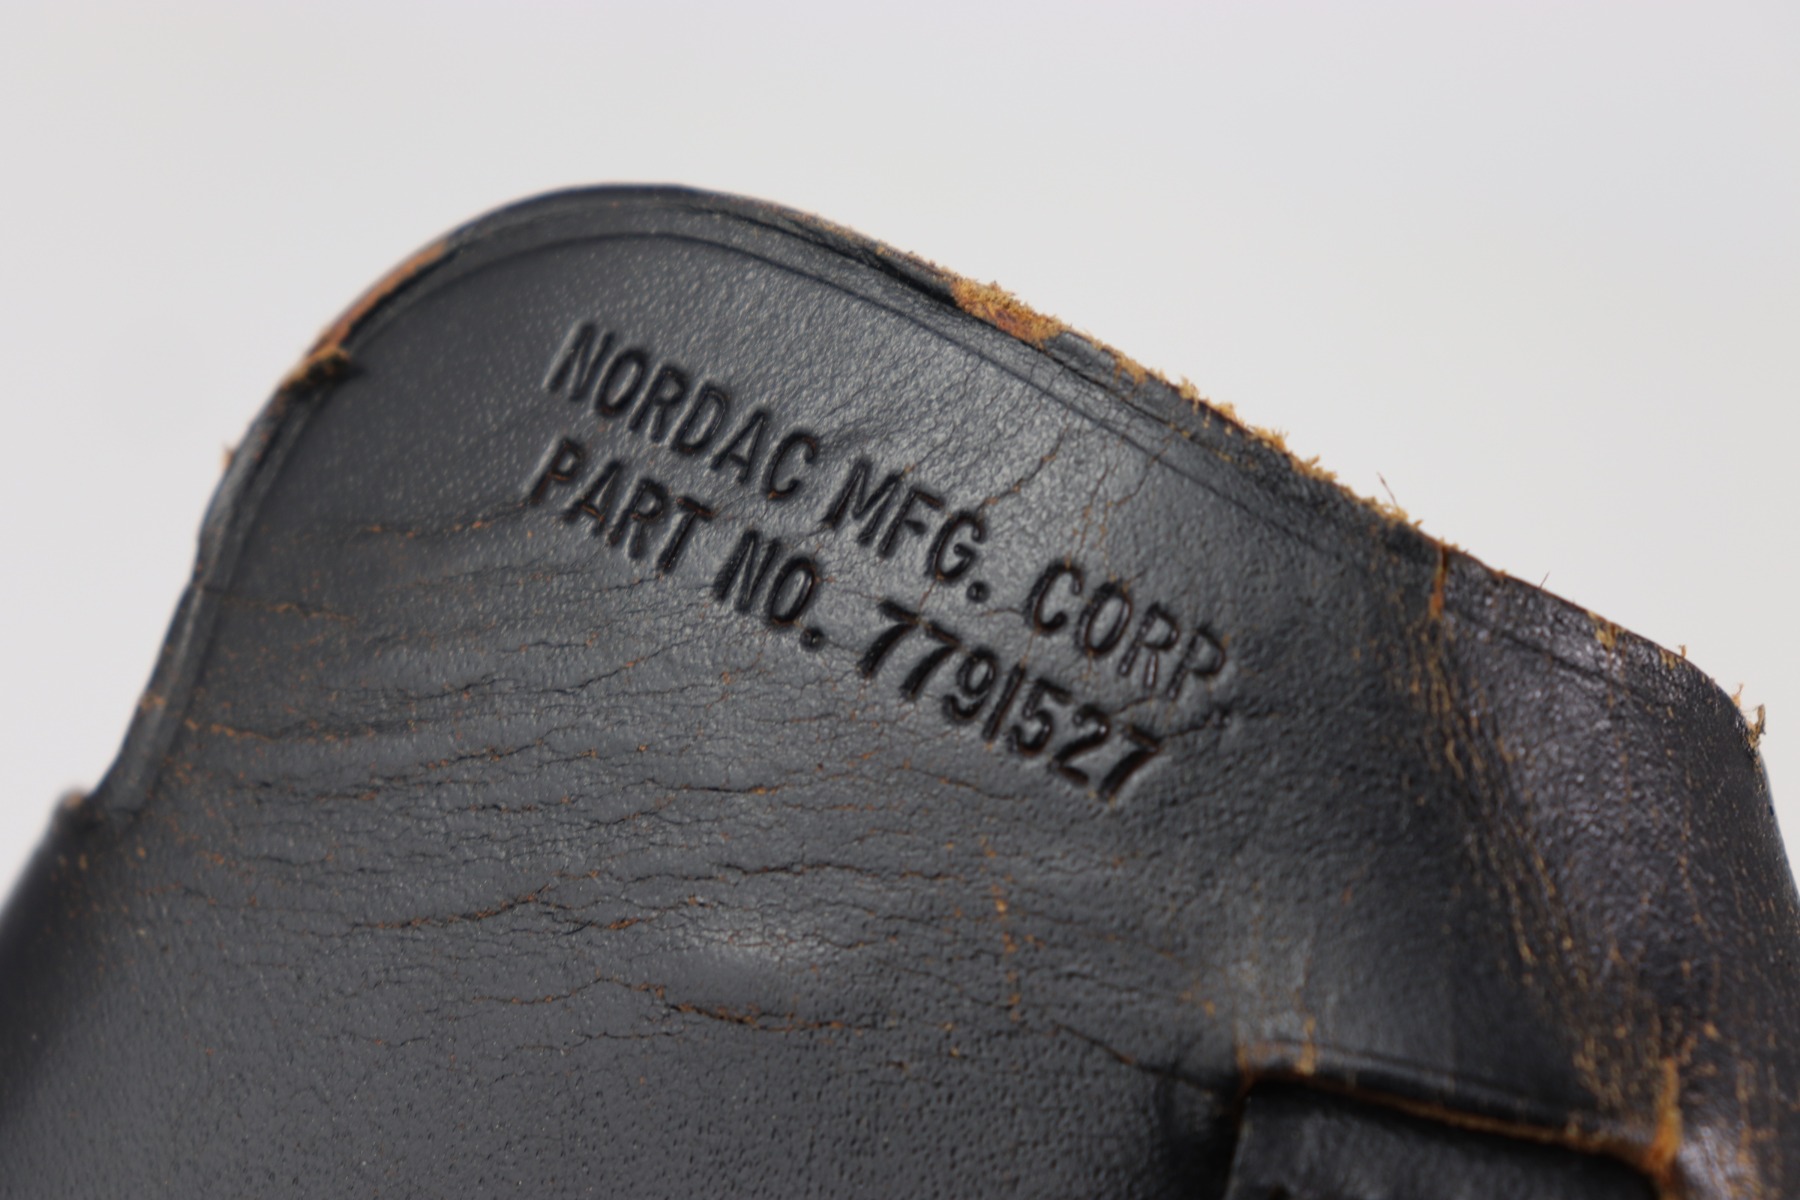 NORDAC MFG. CORP
PART NO. 7791527